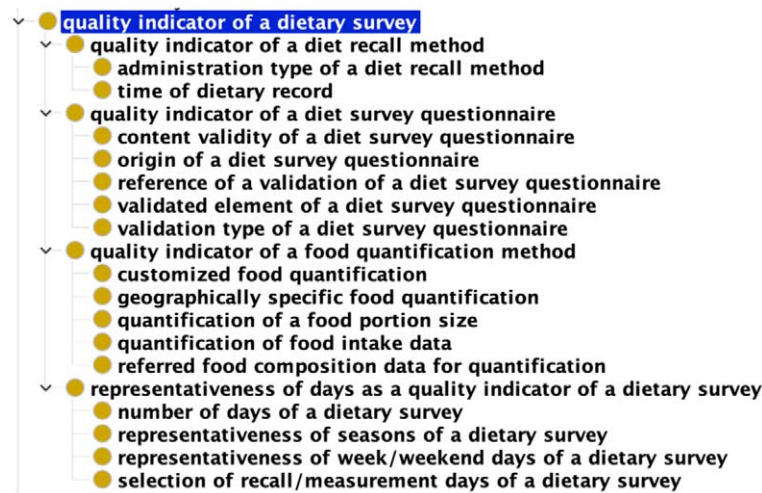 quality indicator of a dietary survey
quality indicator of a diet recall method
administration type of a diet recall method
time of dietary record
quality indicator of a diet survey questionnaire
content validity of a diet survey questionnaire
origin of a diet survey questionnaire
reference of a validation of a diet survey questionnaire
validated element of a diet survey questionnaire
validation type of a diet survey questionnaire
quality indicator of a food quantification method
customized food quantification
geographically specific food quantification
quantification of a food portion size
quantification of food intake data
referred food composition data for quantification
representativeness of days as a quality indicator of a dietary survey
number of days of a dietary survey
representativeness of seasons of a dietary survey
representativeness of week/weekend days of a dietary survey
selection of recall/measurement days of a dietary survey